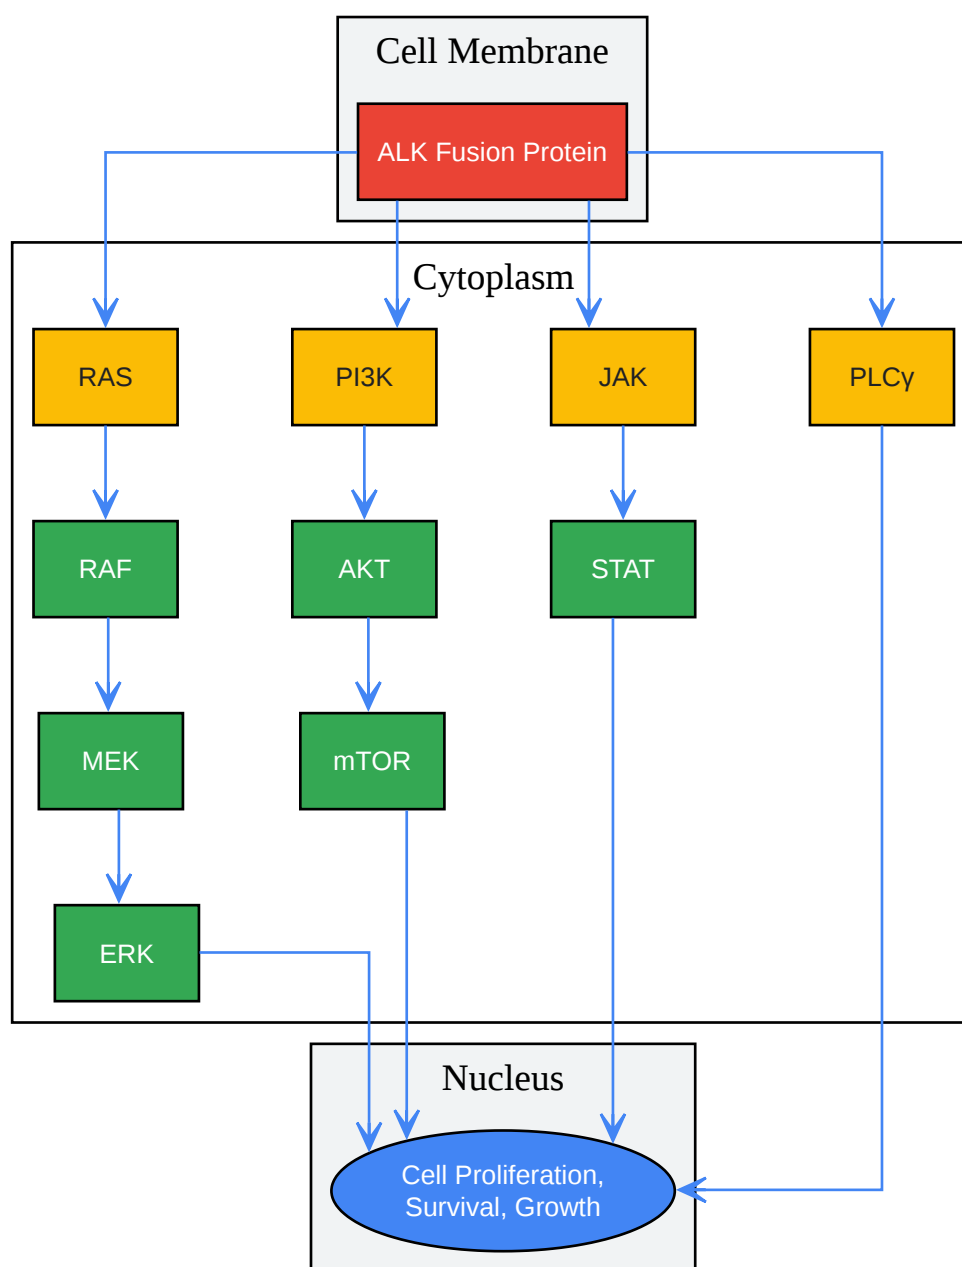 Cell Membrane
ALK Fusion Protein
Cytoplasm
RAS
PI3K
JAK
PLCγ
RAF
AKT
STAT
MEK
mTOR
ERK
Nucleus
Cell Proliferation,
Survival, Growth